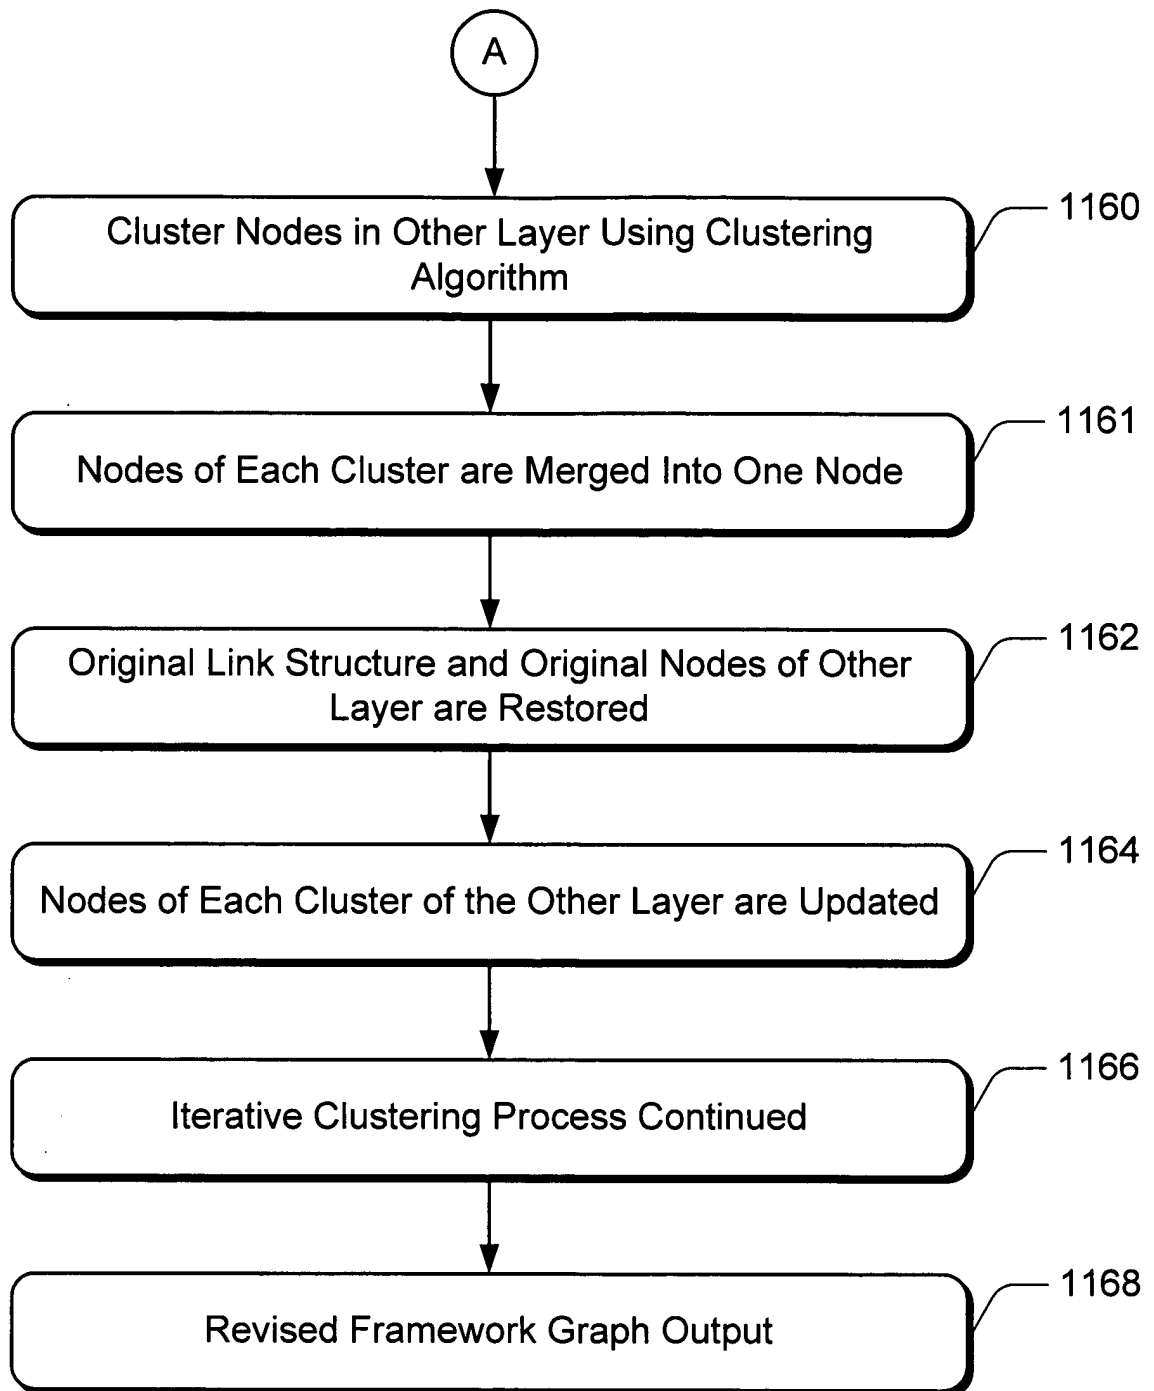 A
1160
Cluster Nodes in Other Layer Using Clustering
Algorithm
1161
Nodes of Each Cluster are Merged Into One Node
1162
Original Link Structure and Original Nodes of Other
Layer are Restored
1164
Nodes of Each Cluster of the Other Layer are Updated
1166
Iterative Clustering Process Continued
1168
Revised Framework Graph Output